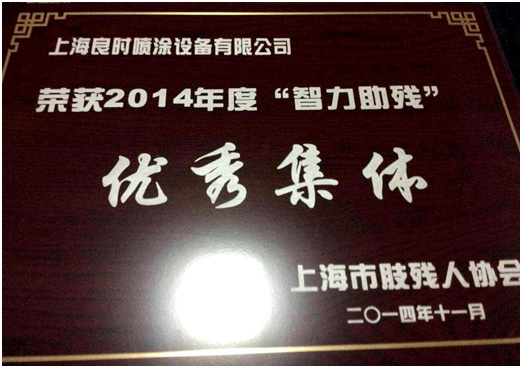 上海良时喷涂设备有限公司
荣获2014年度“智力助残”
优秀集体
上海市肢残人协会
二〇一四年十一月